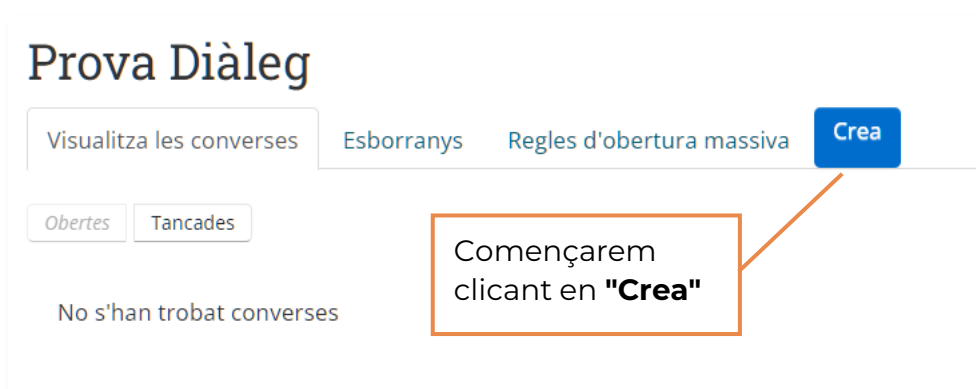 Prova Diàleg
Visualitza les converses Esborranys Regles d'obertura massiva Crea
Obertes Tancades
Començarem
clicant en "Crea"
No s'han trobat converses